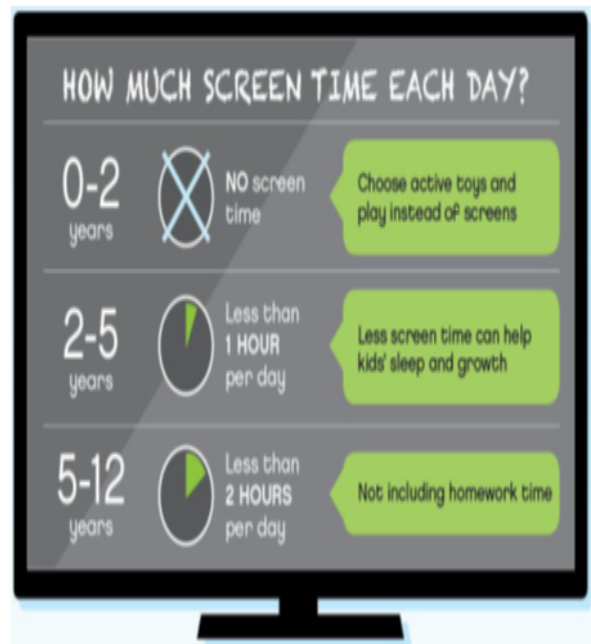 HOW MUCH SCREEN TIME EACH DAY?
0-2
years
NO screen
time
Choose active toys and
play instead of screens
2-5
years
Less than
1 HOUR
per day
Less screen time can help
kids' sleep and growth
5-12
years
Less than
2 HOURS
per day
Not including homework time